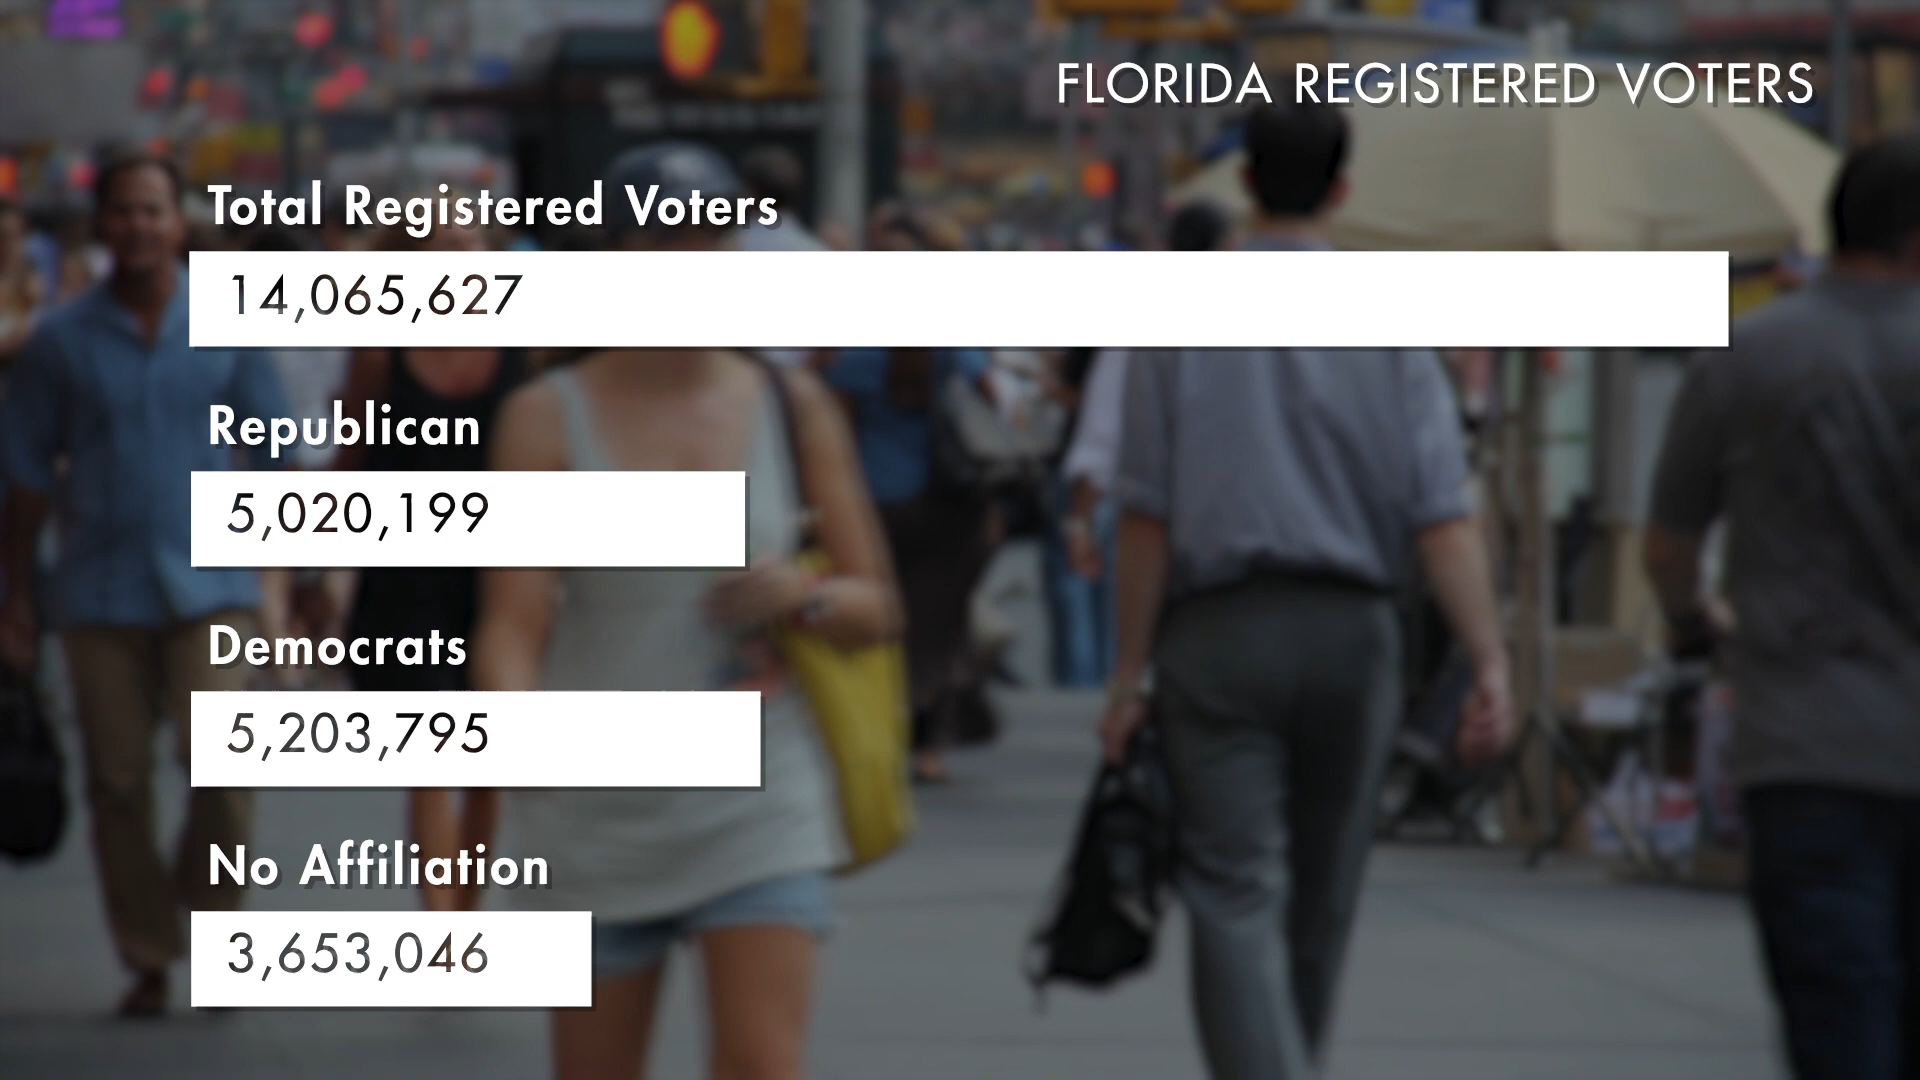 FLORIDA REGISTERED VOTERS
Total Registered Voters
14,065,627
Republican
5,020,199
Democrats
5,203,795
No Affiliation
3,653,046